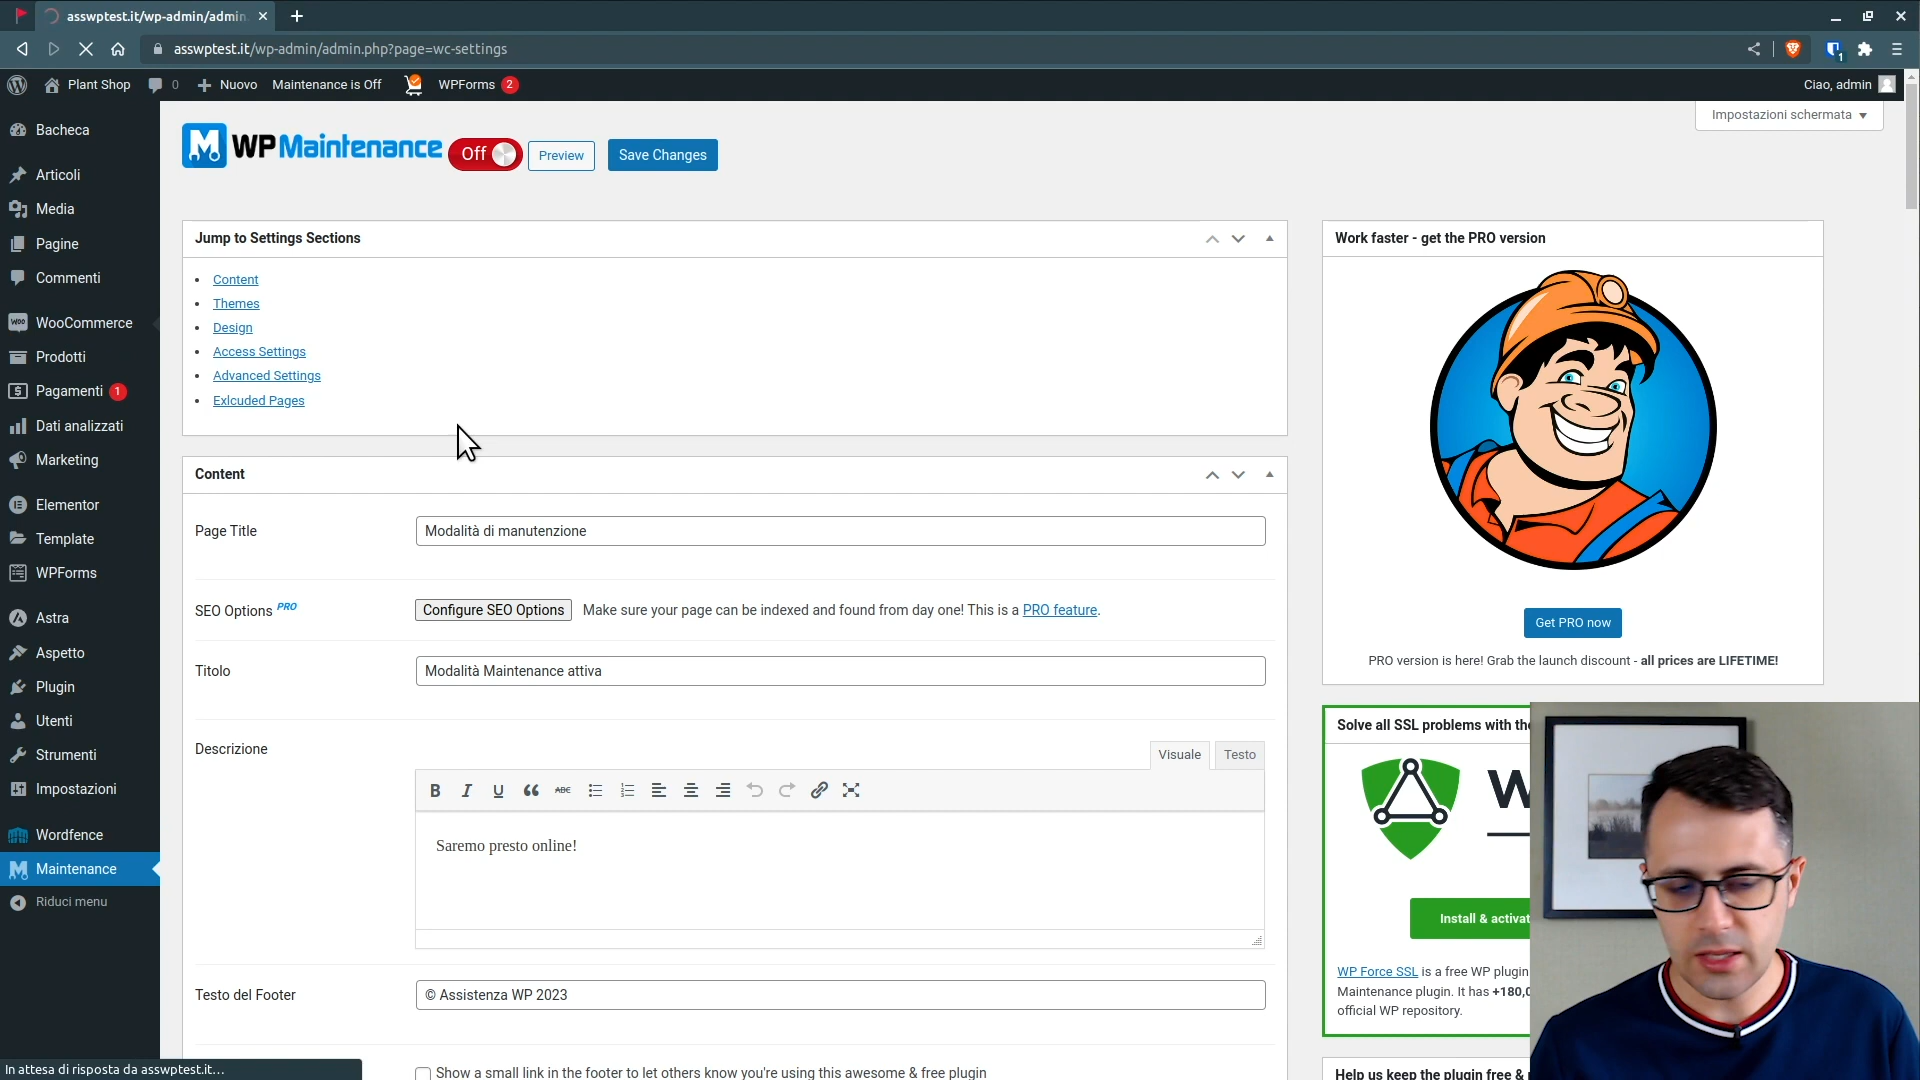 asswptest.it/wp-admin/admin
asswptest.it/wp-admin/admin.php?page=wc-settings
1
Plant Shop
0
Nuovo
Maintenance is Off
WPForms
2
Ciao, admin
Impostazioni schermata
Bacheca
Articoli
Media
Pagine
Commenti
WooCommerce
Prodotti
Pagamenti
1
Dati analizzati
Marketing
Elementor
Template
WPForms
Astra
Aspetto
Plugin
Utenti
Strumenti
Impostazioni
Wordfence
Maintenance
Riduci menu
In attesa di risposta da asswptest.it...
M WPMaintenance
Off
Preview
Save Changes
Jump to Settings Sections
Content
Themes
Design
Access Settings
Advanced Settings
Exlcuded Pages
Content
Page Title
Modalità di manutenzione
SEO Options PRO
Configure SEO Options
Make sure your page can be indexed and found from day one! This is a PRO feature.
Titolo
Modalità Maintenance attiva
Descrizione
Visuale
Testo
B I U ABC
Saremo presto online!
Testo del Footer
© Assistenza WP 2023
Show a small link in the footer to let others know you're using this awesome & free plugin
Work faster - get the PRO version
Get PRO now
PRO version is here! Grab the launch discount - all prices are LIFETIME!
Solve all SSL problems with the
W
Install & activat
WP Force SSL is a free WP plugin
Maintenance plugin. It has +180,0
official WP repository.
Help us keep the plugin free &